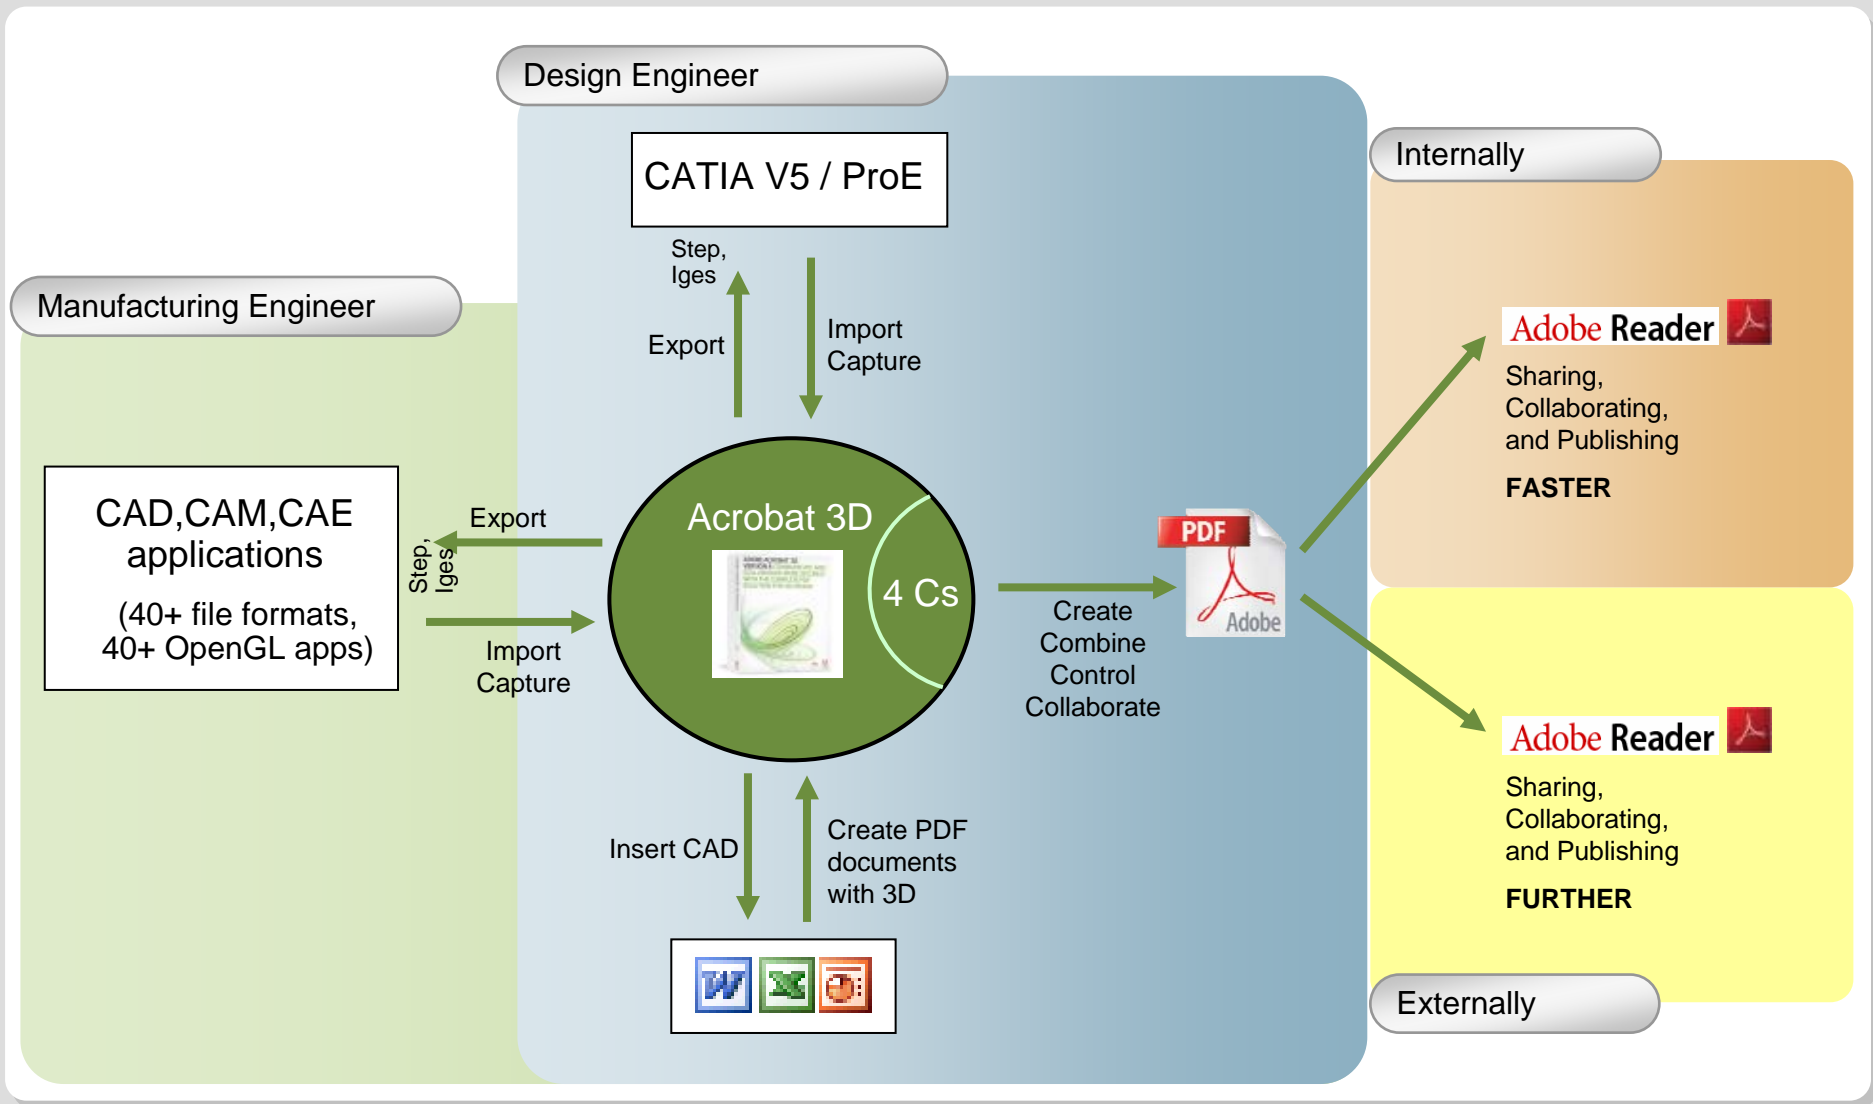 Design Engineer
CATIA V5 / ProE
Internally
Step,
Iges
Manufacturing Engineer
Export
Import
Capture
Adobe Reader
Sharing,
Collaborating,
and Publishing
FASTER
CAD,CAM,CAE
applications
(40+ file formats,
40+ OpenGL apps)
Export
Step,
Iges
Import
Capture
Acrobat 3D
4 Cs
Create
Combine
Control
Collaborate
PDF
Adobe
Adobe Reader
Sharing,
Collaborating,
and Publishing
FURTHER
Insert CAD
Create PDF
documents
with 3D
Externally